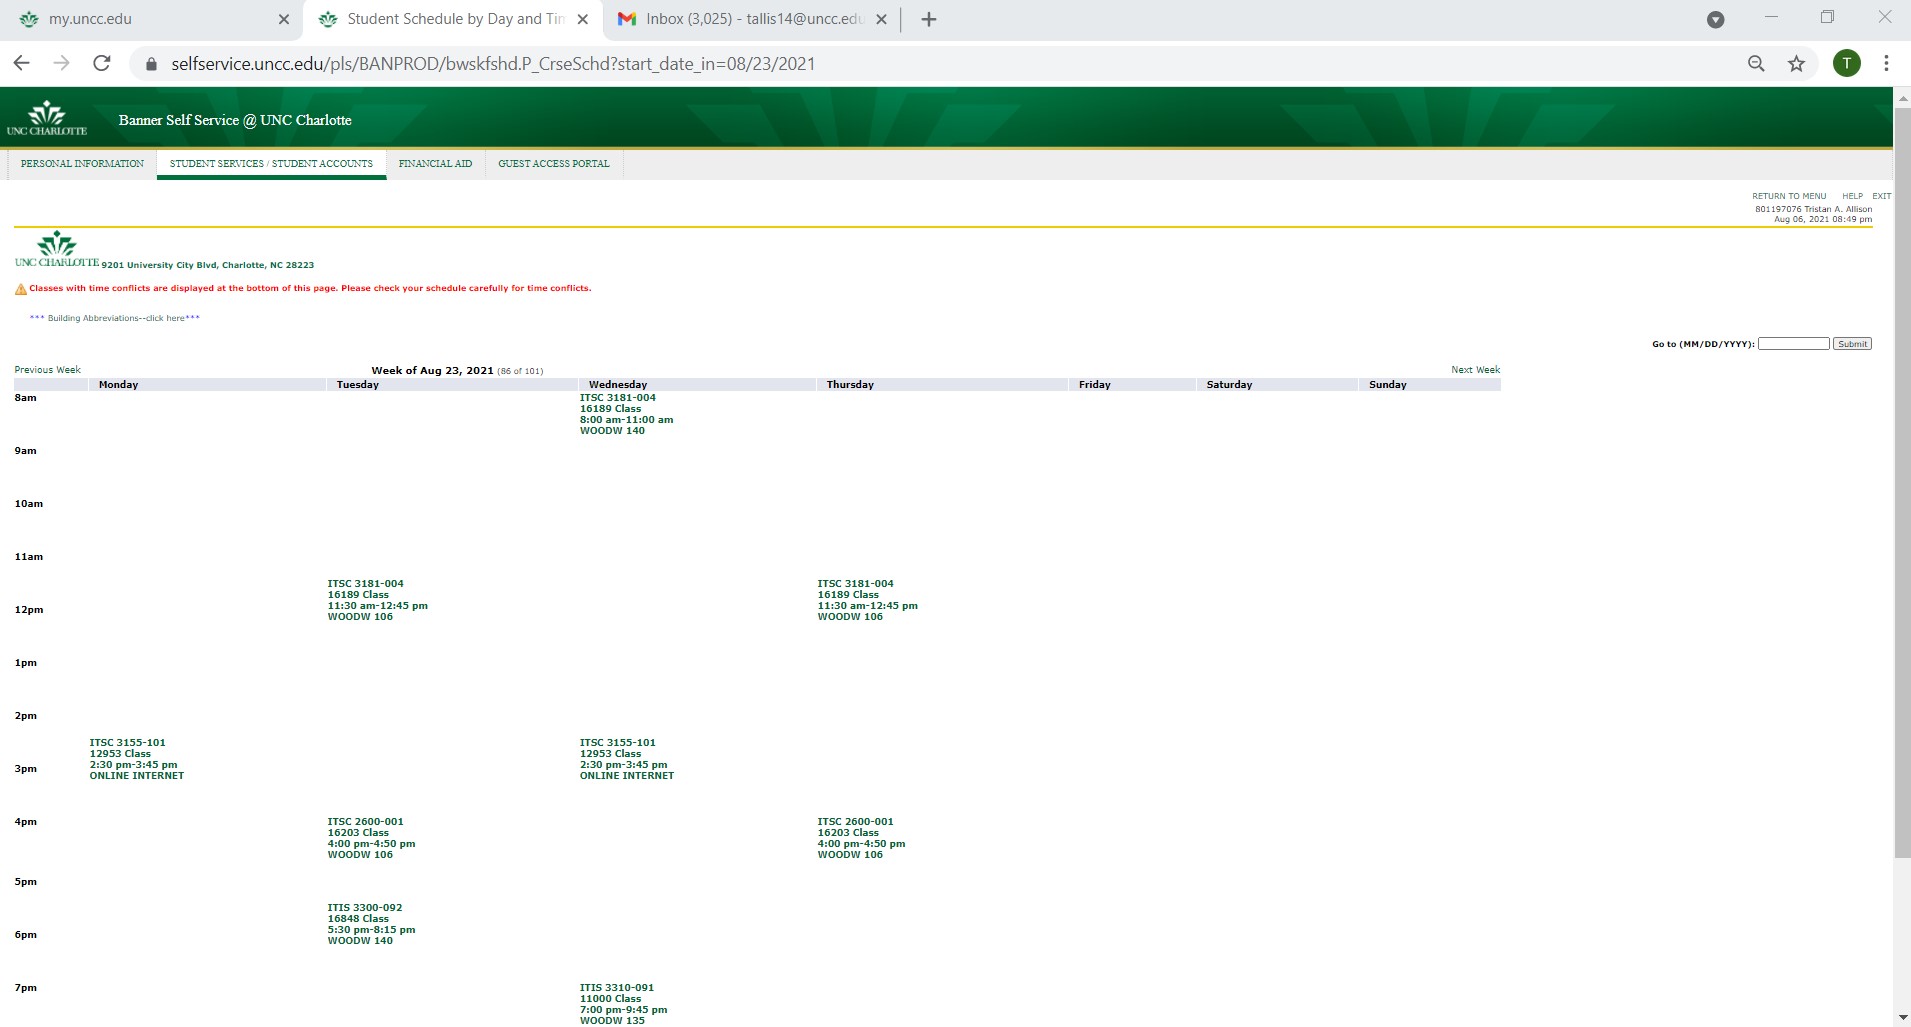 my.uncc.edu
Student Schedule by Day and Tim
Inbox (3,025) - tallis14@uncc.edu
selfservice.uncc.edu/pls/BANPROD/bwskfshd.P_CrseSchd?start_date_in=08/23/2021
T
UNC CHARLOTTE
Banner Self Service @ UNC Charlotte
PERSONAL INFORMATION
STUDENT SERVICES / STUDENT ACCOUNTS
FINANCIAL AID
GUEST ACCESS PORTAL
RETURN TO MENU HELP EXIT
801197076 Tristan A. Allison
Aug 06, 2021 08:49 pm
UNC CHARLOTTE 9201 University City Blvd, Charlotte, NC 28223
Classes with time conflicts are displayed at the bottom of this page. Please check your schedule carefully for time conflicts.
*** Building Abbreviations--click here***
Go to (MM/DD/YYYY): Submit
Previous Week
Week of Aug 23, 2021 (86 of 101)
Next Week
Monday Tuesday Wednesday Thursday Friday Saturday Sunday
8am
ITSC 3181-004
16189 Class
8:00 am-11:00 am
WOODW 140
9am
10am
11am
ITSC 3181-004
16189 Class
11:30 am-12:45 pm
WOODW 106
ITSC 3181-004
16189 Class
11:30 am-12:45 pm
WOODW 106
12pm
1pm
2pm
ITSC 3155-101
12953 Class
2:30 pm-3:45 pm
ONLINE INTERNET
ITSC 3155-101
12953 Class
2:30 pm-3:45 pm
ONLINE INTERNET
3pm
4pm
ITSC 2600-001
16203 Class
4:00 pm-4:50 pm
WOODW 106
ITSC 2600-001
16203 Class
4:00 pm-4:50 pm
WOODW 106
5pm
ITIS 3300-092
16848 Class
5:30 pm-8:15 pm
WOODW 140
6pm
7pm
ITIS 3310-091
11000 Class
7:00 pm-9:45 pm
WOODW 135